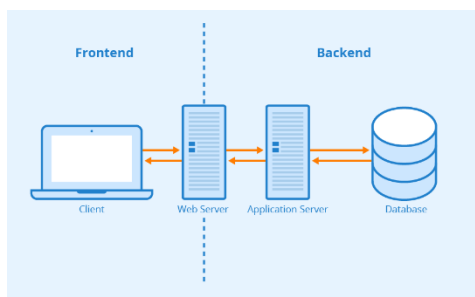 Frontend
Backend
Client
Web Server
Application Server
Database